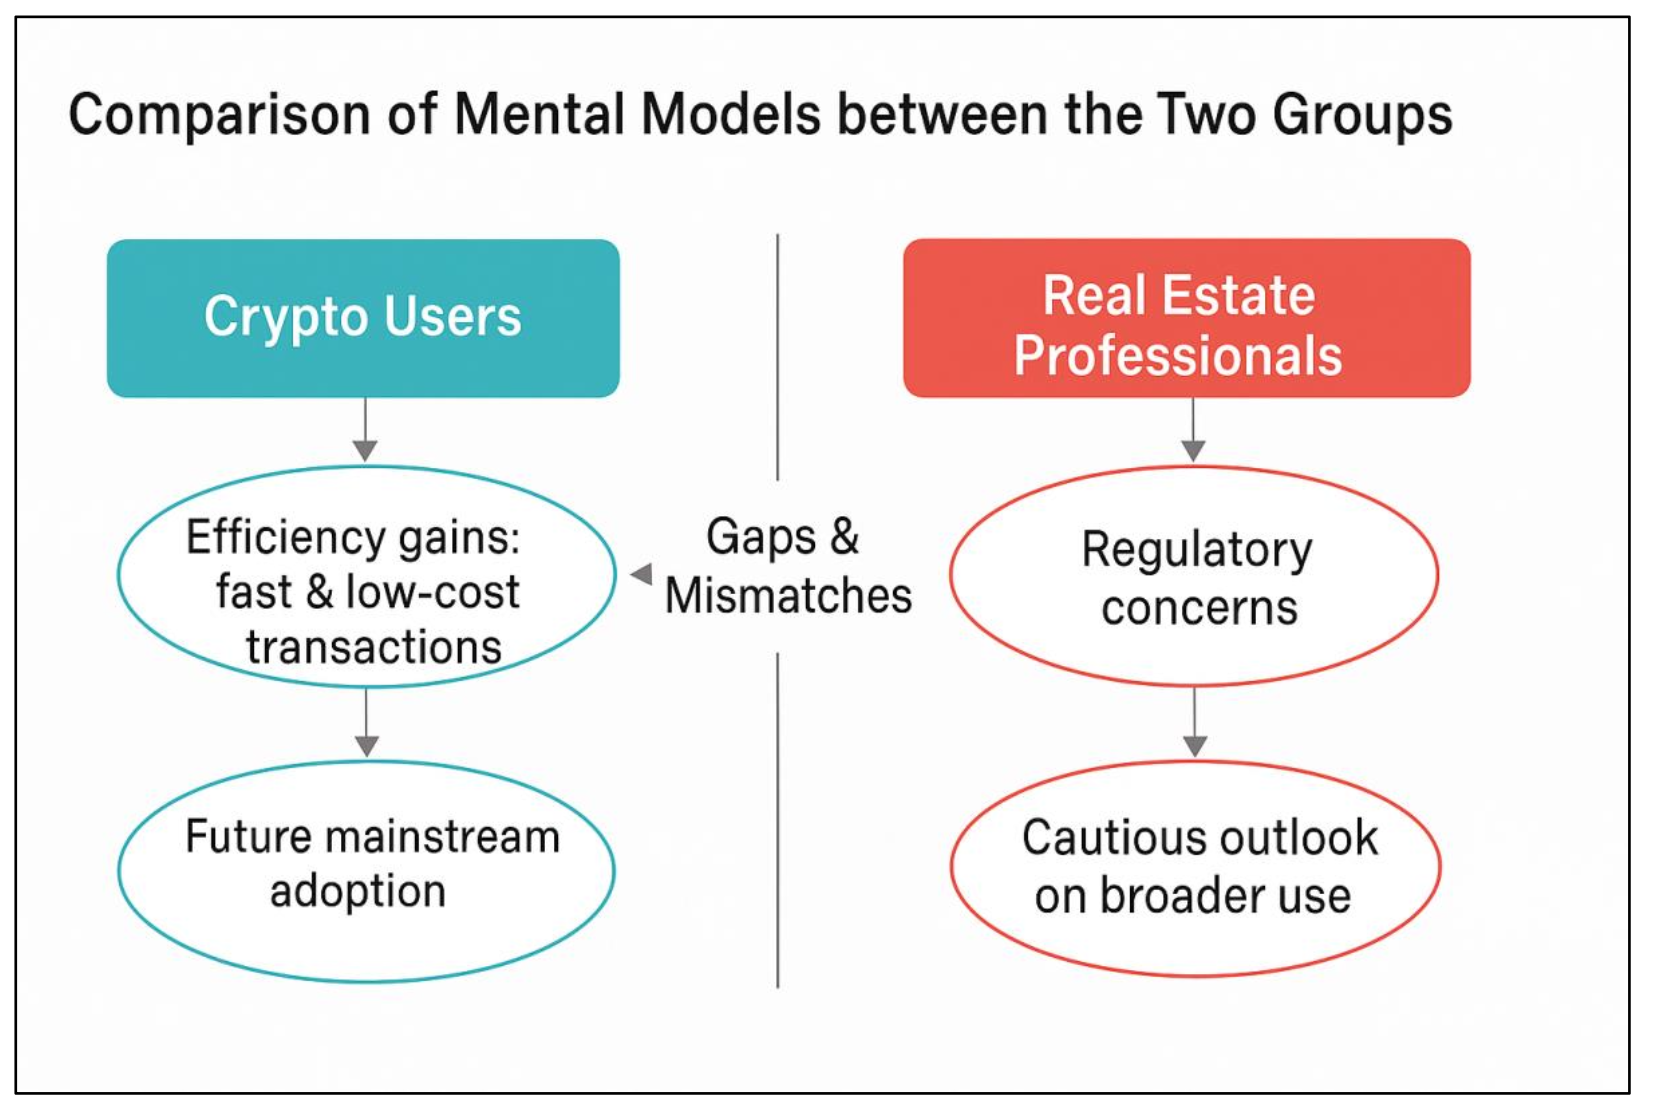 Comparison of Mental Models between the Two Groups
Crypto Users
Real Estate
Professionals
Efficiency gains:
fast & low-cost
transactions
Gaps &
Mismatches
Regulatory
concerns
Future mainstream
adoption
Cautious outlook
on broader use